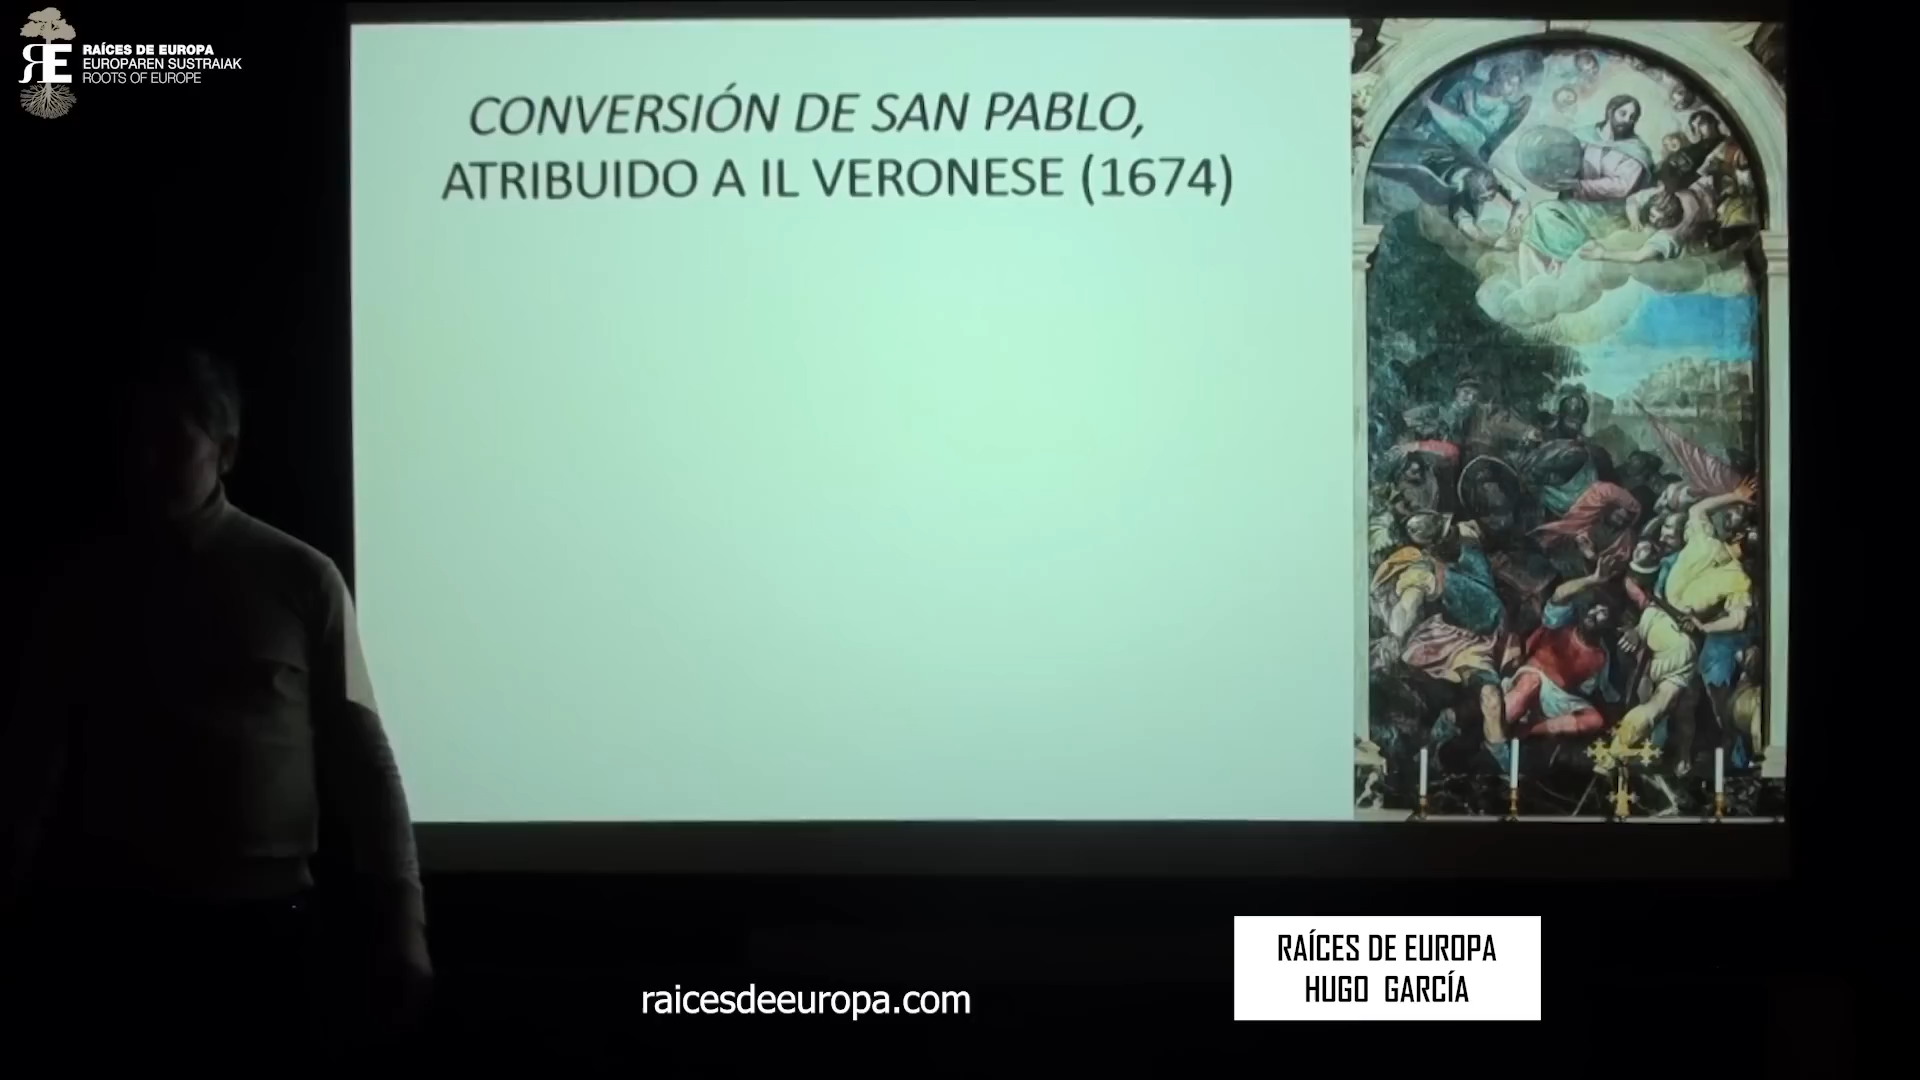 RAÍCES DE EUROPA
EUROPAREN SUSTRAIAK
ROOTS OF EUROPE
CONVERSIÓN DE SAN PABLO,
ATRIBUIDO A IL VERONESE (1674)
RAÍCES DE EUROPA
HUGO GARCÍA
raicesdeeuropa.com